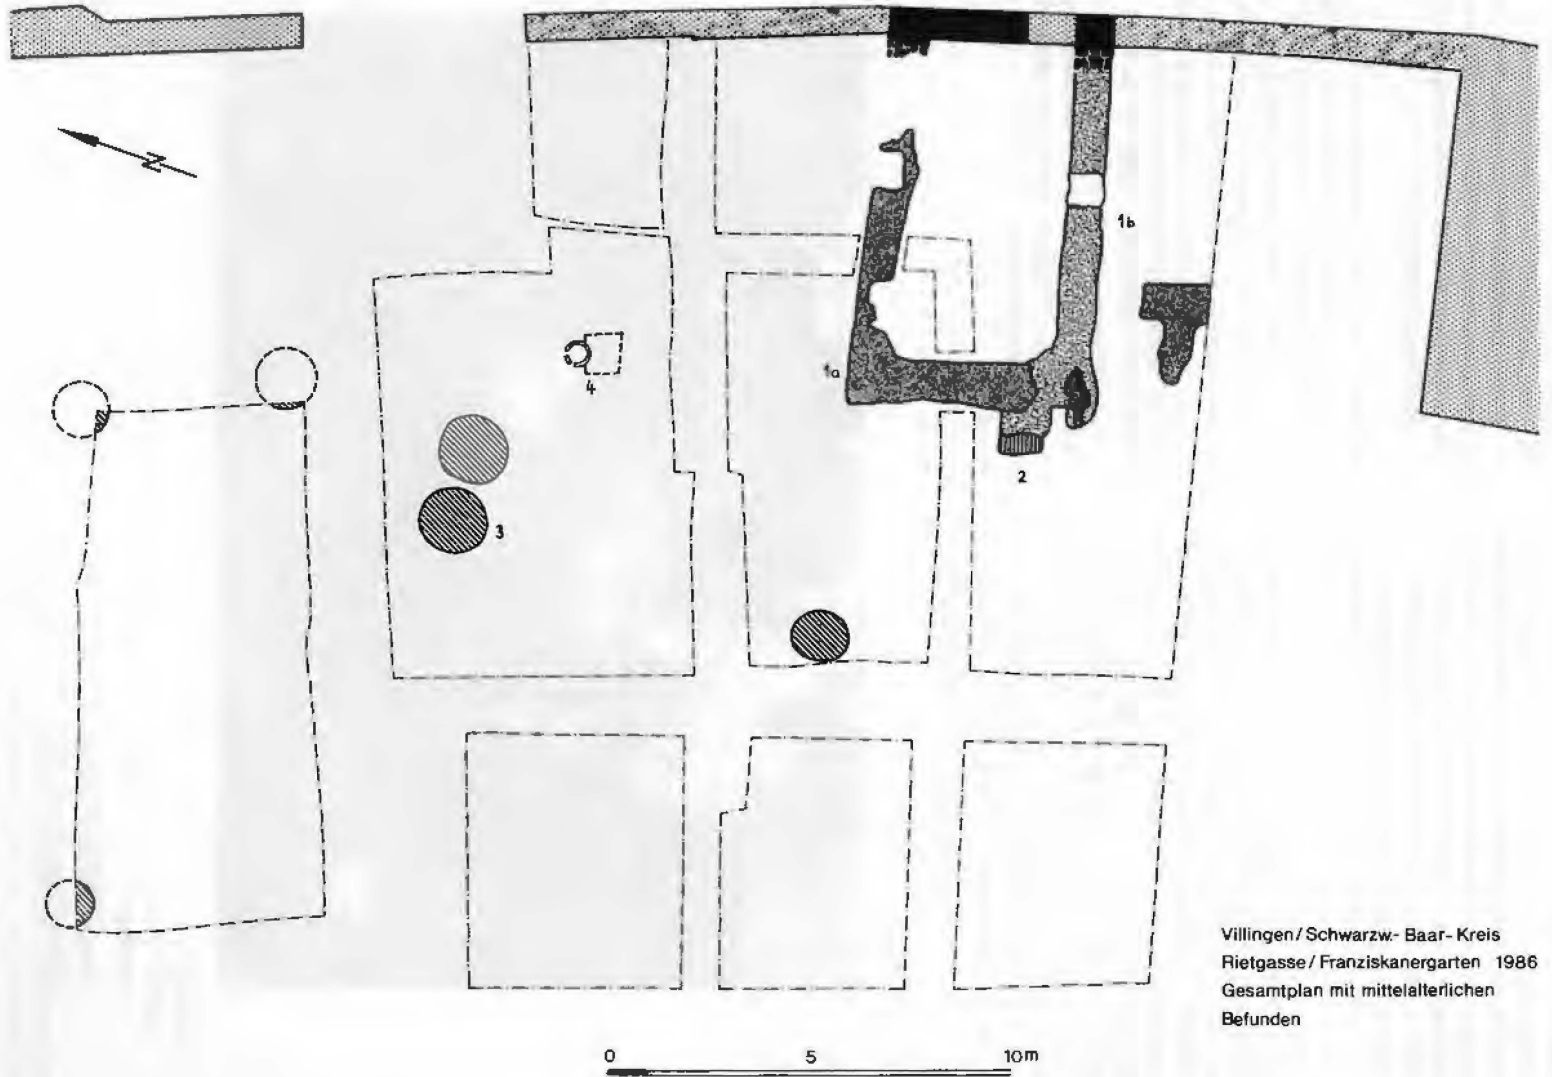 N
1b
1a
4
3
2
Villingen/Schwarzw.- Baar- Kreis
Rietgasse/Franziskanergarten 1986
Gesamtplan mit mittelalterlichen
Befunden
0 5 10m